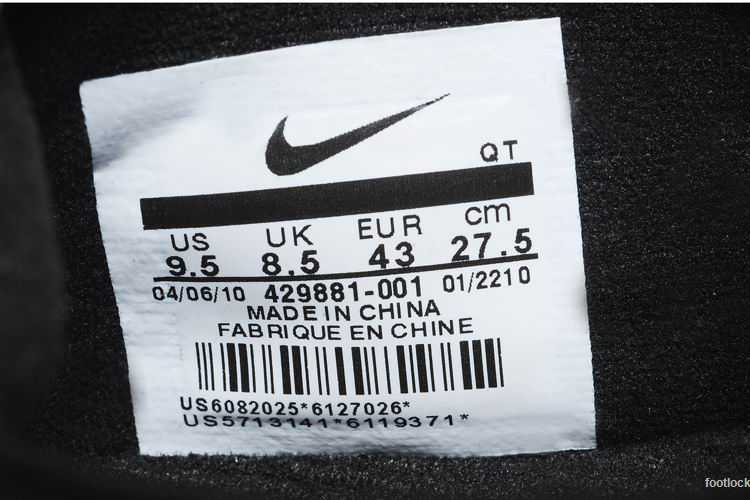 QT
US UK EUR cm
9.5 8.5 43 27.5
04/06/10 429881-001 01/2210
MADE IN CHINA
FABRIQUE EN CHINE
US6082025*6127026*
US5713141*6119371*
footlock